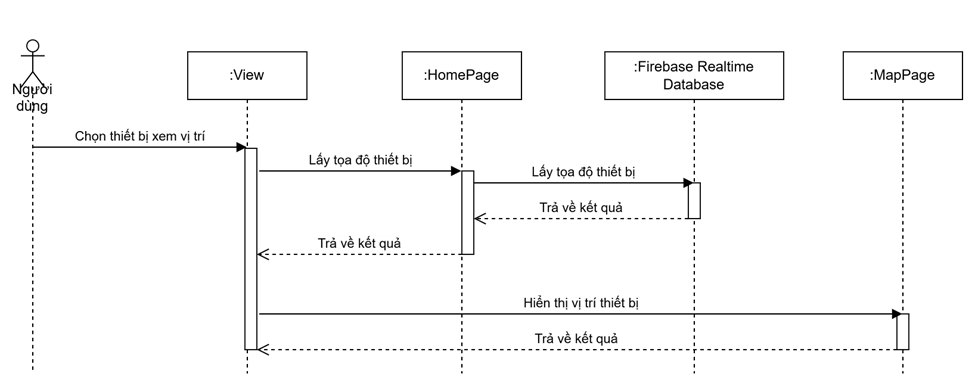 Người
dùng
:View
:HomePage
:Firebase Realtime
Database
:MapPage
Chọn thiết bị xem vị trí
Lấy tọa độ thiết bị
Lấy tọa độ thiết bị
Trả về kết quả
Trả về kết quả
Hiển thị vị trí thiết bị
Trả về kết quả